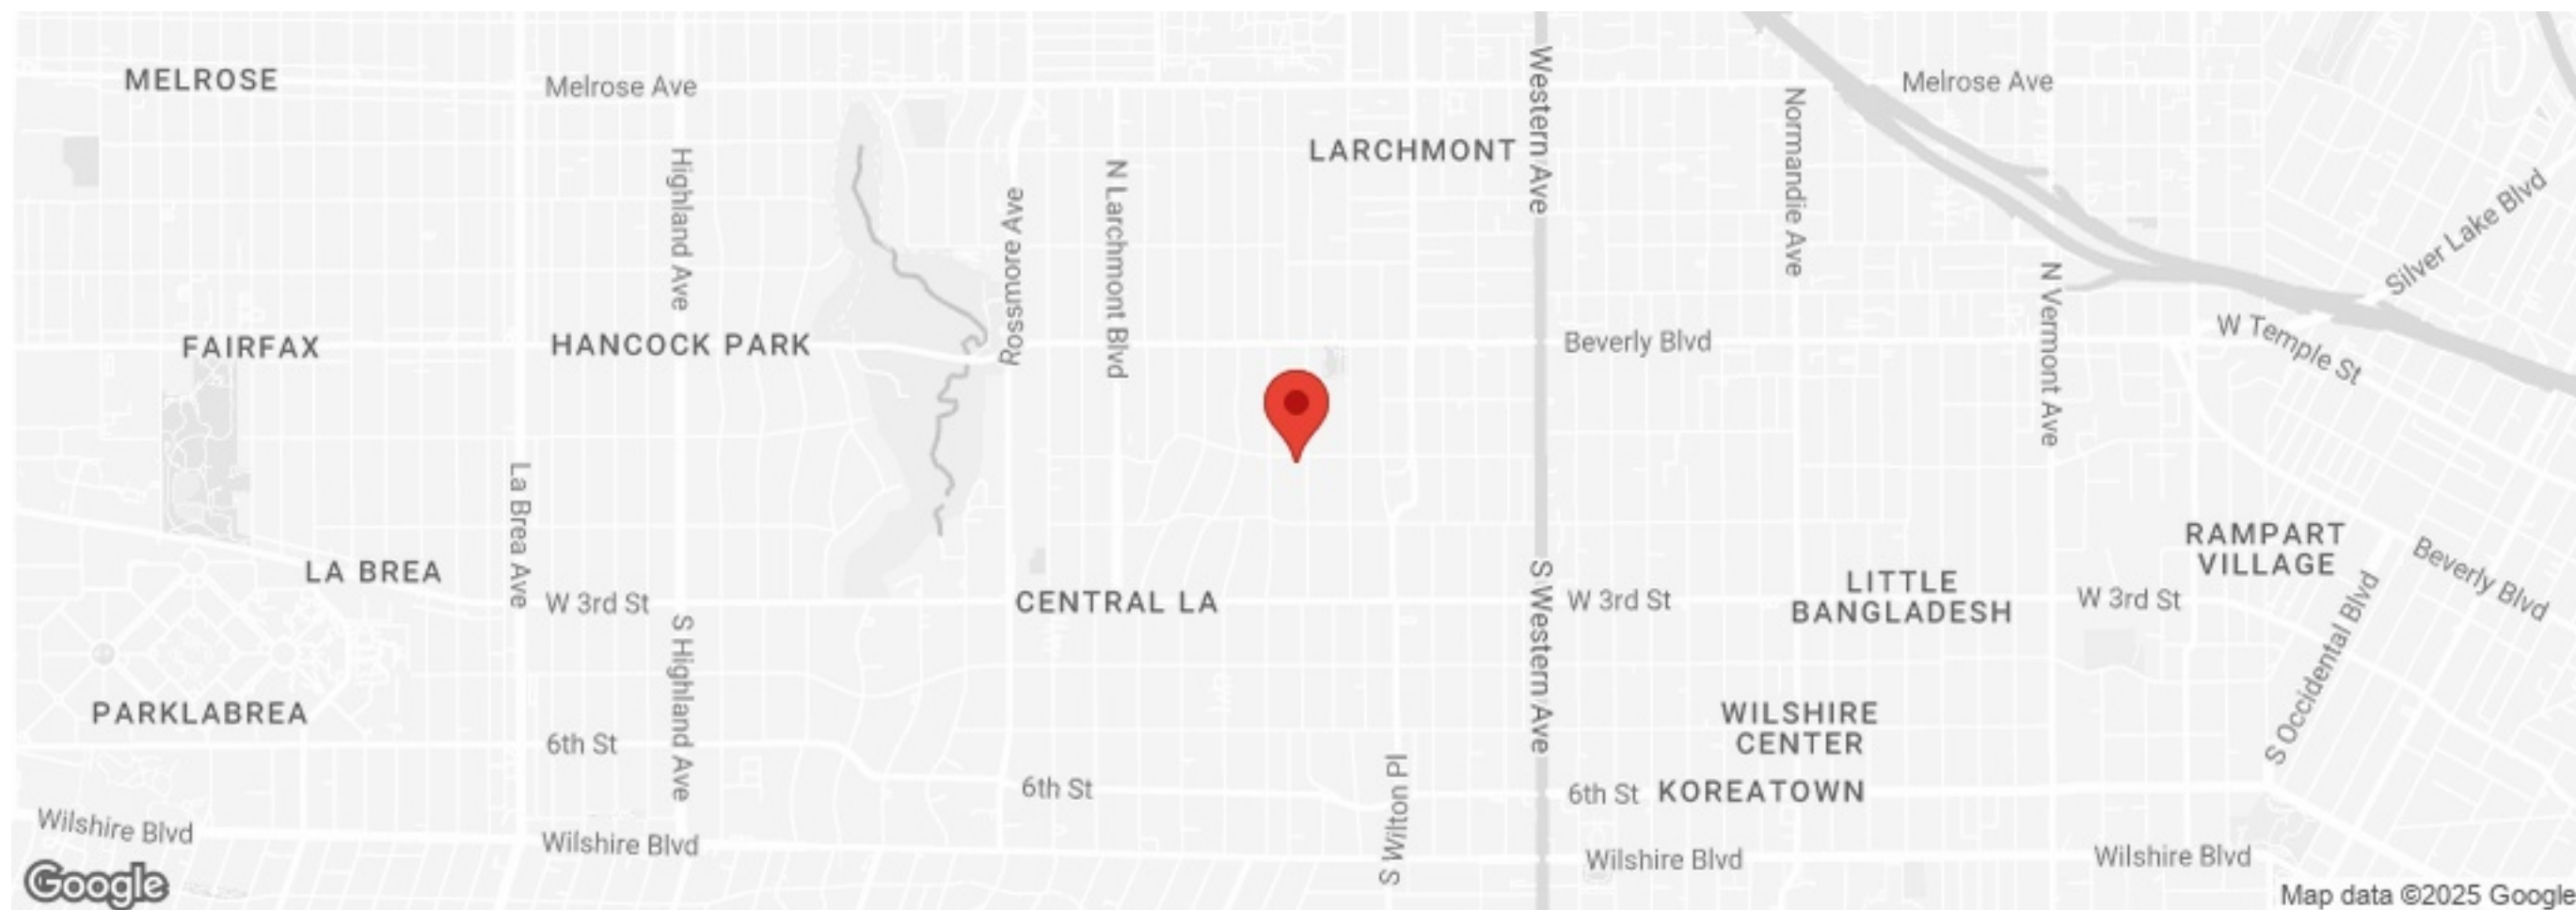 MELROSE
Melrose Ave
Western Ave
Melrose Ave
Normandie Ave
LARCHMONT
Highland Ave
N Larchmont Blvd
Rossmore Ave
Silver Lake Blvd
N Vermont Ave
W Temple St
FAIRFAX
HANCOCK PARK
Beverly Blvd
La Brea Ave
RAMPART
VILLAGE
Beverly Blvd
LA BREA
W 3rd St
CENTRAL LA
S Western Ave
W 3rd St
LITTLE
BANGLADESH
W 3rd St
S Occidental Blvd
S Highland Ave
PARKLABREA
WILSHIRE
CENTER
6th St
6th St
S Wilton Pl
6th St
KOREATOWN
Wilshire Blvd
Wilshire Blvd
Wilshire Blvd
Wilshire Blvd
Google
Map data ©2025 Google